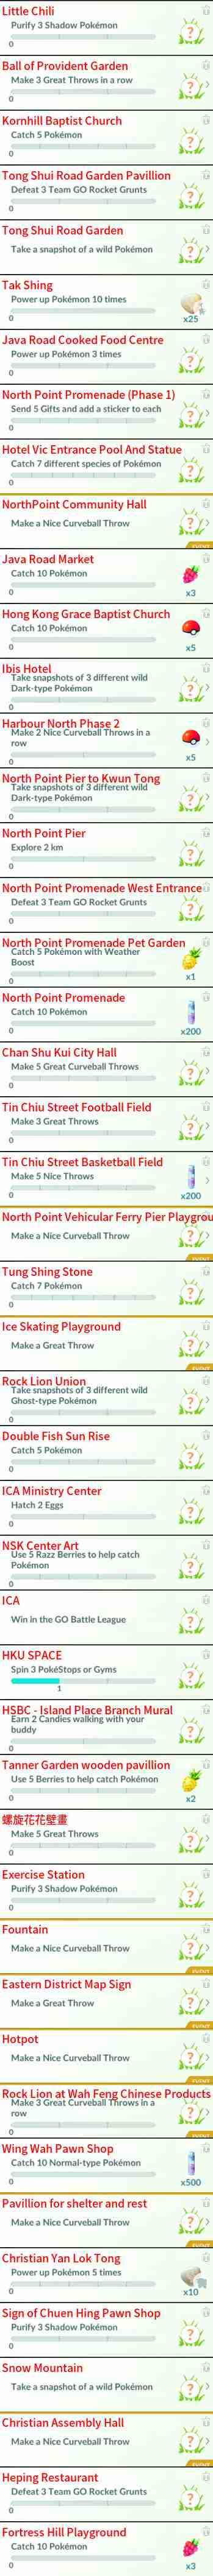 Little Chili
Purify 3 Shadow Pokémon
0
Ball of Provident Garden
Make 3 Great Throws in a row
0
Kornhill Baptist Church
Catch 5 Pokémon
0
Tong Shui Road Garden Pavillion
Defeat 3 Team GO Rocket Grunts
0
Tong Shui Road Garden
Take a snapshot of a wild Pokémon
Tak Shing
Power up Pokémon 10 times
0
x25
Java Road Cooked Food Centre
Power up Pokémon 3 times
0
North Point Promenade (Phase 1)
Send 5 Gifts and add a sticker to each
0
Hotel Vic Entrance Pool And Statue
Catch 7 different species of Pokémon
0
NorthPoint Community Hall
Make a Nice Curveball Throw
EVENT
Java Road Market
Catch 10 Pokémon
0
x3
Hong Kong Grace Baptist Church
Catch 10 Pokémon
0
x5
Ibis Hotel
Take snapshots of 3 different wild
Dark-type Pokémon
0
Harbour North Phase 2
Make 2 Nice Curveball Throws in a
row
0
x5
North Point Pier to Kwun Tong
Take snapshots of 3 different wild
Dark-type Pokémon
0
North Point Pier
Explore 2 km
0
North Point Promenade West Entrance
Defeat 3 Team GO Rocket Grunts
0
North Point Promenade Pet Garden
Catch 5 Pokémon with Weather
Boost
0
x1
North Point Promenade
Catch 10 Pokémon
0
x200
Chan Shu Kui City Hall
Make 5 Great Curveball Throws
0
Tin Chiu Street Football Field
Make 3 Great Throws
0
Tin Chiu Street Basketball Field
Make 5 Nice Throws
0
x200
North Point Vehicular Ferry Pier Playgrou
Make a Nice Curveball Throw
EVENT
Tung Shing Stone
Catch 7 Pokémon
0
Ice Skating Playground
Make a Great Throw
EVENT
Rock Lion Union
Take snapshots of 3 different wild
Ghost-type Pokémon
0
Double Fish Sun Rise
Catch 5 Pokémon
0
ICA Ministry Center
Hatch 2 Eggs
0
NSK Center Art
Use 5 Razz Berries to help catch
Pokémon
0
ICA
Win in the GO Battle League
HKU SPACE
Spin 3 PokéStops or Gyms
1
HSBC - Island Place Branch Mural
Earn 2 Candies walking with your
buddy
0
Tanner Garden wooden pavillion
Use 5 Berries to help catch Pokémon
0
x2
螺旋花花壁畫
Make 5 Great Throws
0
Exercise Station
Purify 3 Shadow Pokémon
0
Fountain
Make a Nice Curveball Throw
EVENT
Eastern District Map Sign
Make a Great Throw
EVENT
Hotpot
Make a Nice Curveball Throw
EVENT
Rock Lion at Wah Feng Chinese Products
Make 3 Great Curveball Throws in a
row
0
EVENT
Wing Wah Pawn Shop
Catch 10 Normal-type Pokémon
0
x500
Pavillion for shelter and rest
Make a Nice Curveball Throw
EVENT
Christian Yan Lok Tong
Power up Pokémon 5 times
0
x10
Sign of Chuen Hing Pawn Shop
Purify 3 Shadow Pokémon
0
Snow Mountain
Take a snapshot of a wild Pokémon
Christian Assembly Hall
Make a Nice Curveball Throw
EVENT
Heping Restaurant
Defeat 3 Team GO Rocket Grunts
0
Fortress Hill Playground
Catch 10 Pokémon
0
x3